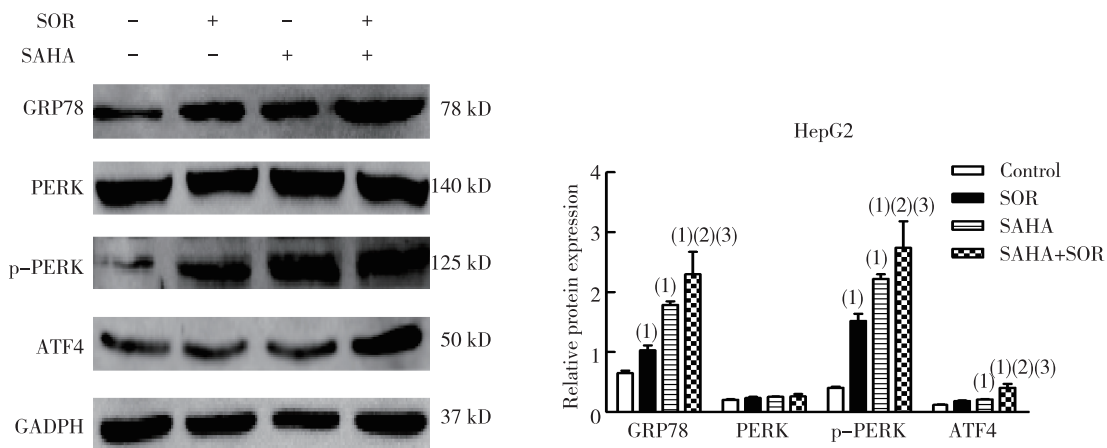 SOR − + − +
SAHA − − + +
GRP78 78 kD
PERK 140 kD
p−PERK 125 kD
ATF4 50 kD
GADPH 37 kD
HepG2
Relative protein expression
4
3
2
1
0
Control
SOR
SAHA
SAHA+SOR
(1)
(1)
(1)(2)(3)
(1)
(1)
(1)(2)(3)
(1)
(1)(2)(3)
GRP78 PERK p−PERK ATF4